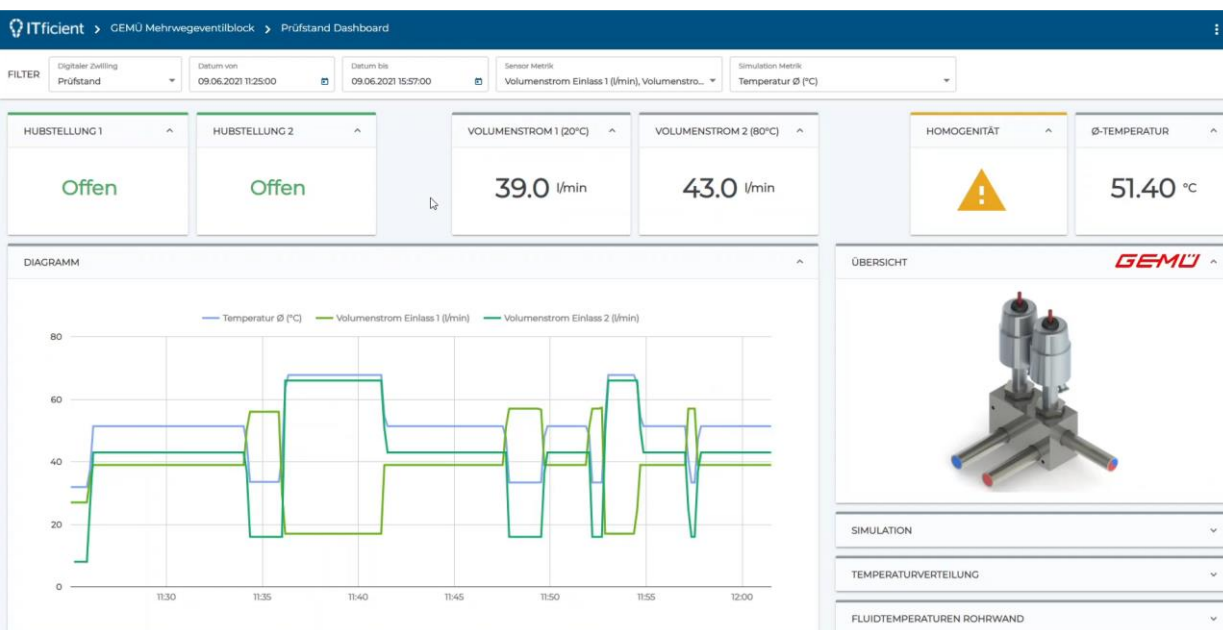 ITficient > GEMÜ Mehrwegeventilblock > Prüfstand Dashboard
FILTER
Digitaler Zwilling
Prüfstand
Datum von
09.06.2021 11:25:00
Datum bis
09.06.2021 15:57:00
Sensor Metrik
Volumenstrom Einlass 1 (l/min), Volumenstro...
Simulation Metrik
Temperatur Ø (°C)
HUBSTELLUNG 1
Offen
HUBSTELLUNG 2
Offen
VOLUMENSTROM 1 (20°C)
39.0 l/min
VOLUMENSTROM 2 (80°C)
43.0 l/min
HOMOGENITÄT
Ø-TEMPERATUR
51.40 °C
DIAGRAMM
Temperatur Ø (°C) Volumenstrom Einlass 1 (l/min) Volumenstrom Einlass 2 (l/min)
80
60
40
20
0
11:30 11:35 11:40 11:45 11:50 11:55 12:00
ÜBERSICHT
GEMÜ
SIMULATION
TEMPERATURVERTEILUNG
FLUIDTEMPERATUREN ROHRWAND